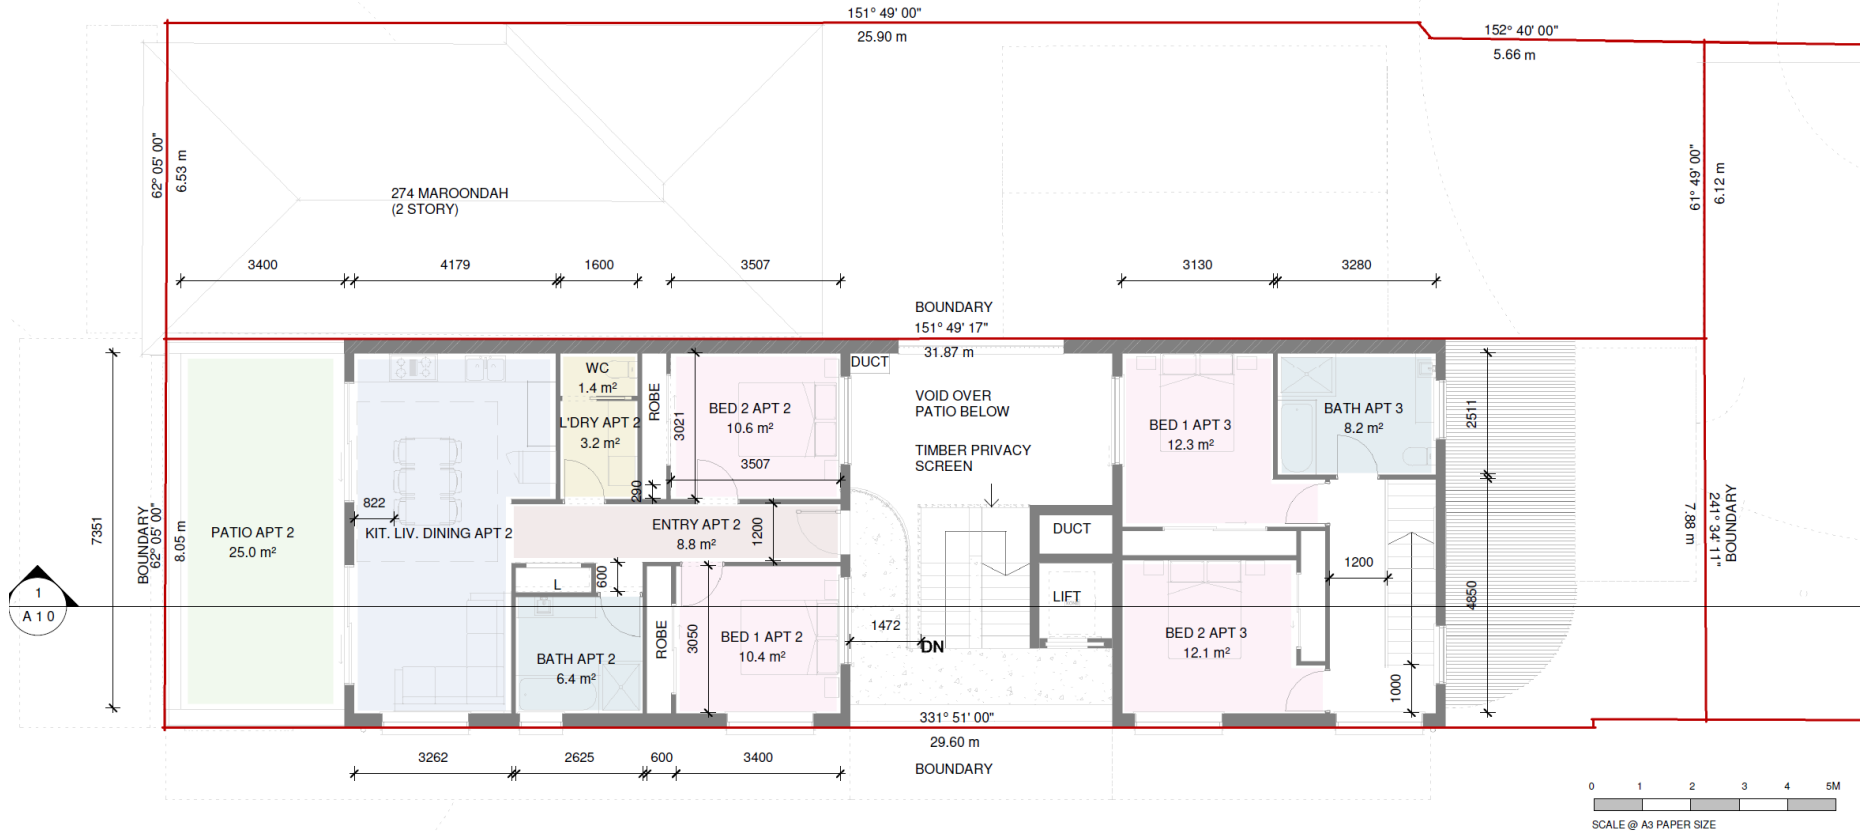 151° 49' 00"
25.90 m
152° 40' 00"
5.66 m
62° 05' 00"
6.53 m
274 MAROONDAH
(2 STORY)
61° 49' 00"
6.12 m
3400
4179
1600
3507
3130
3280
BOUNDARY
151° 49' 17"
31.87 m
DUCT
WC
1.4 m²
ROBE
3021
BED 2 APT 2
10.6 m²
L'DRY APT 2
3.2 m²
3507
290
VOID OVER
PATIO BELOW
TIMBER PRIVACY
SCREEN
BED 1 APT 3
12.3 m²
BATH APT 3
8.2 m²
2511
7351
BOUNDARY
62° 05' 00"
8.05 m
PATIO APT 2
25.0 m²
822
KIT. LIV. DINING APT 2
ENTRY APT 2
8.8 m²
1200
DUCT
1200
4850
7.88 m
241° 34' 11"
BOUNDARY
1
A 1 0
L
600
LIFT
BATH APT 2
6.4 m²
ROBE
3050
BED 1 APT 2
10.4 m²
1472
DN
BED 2 APT 3
12.1 m²
1000
331° 51' 00"
29.60 m
BOUNDARY
3262
2625
600
3400
0 1 2 3 4 5M
SCALE @ A3 PAPER SIZE